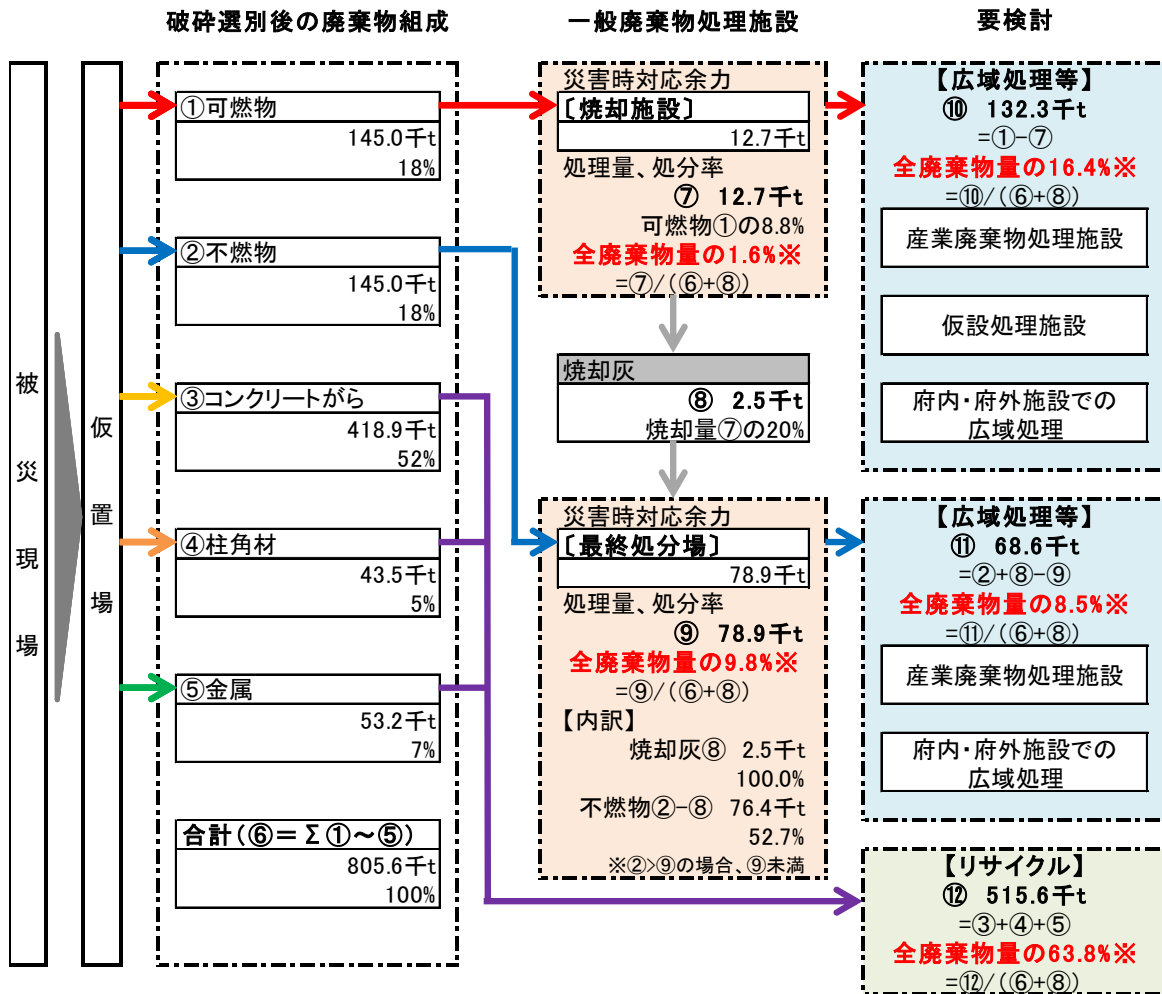 破砕選別後の廃棄物組成
一般廃棄物処理施設
要検討
被災現場
仮置場
①可燃物
145.0千t
18%
②不燃物
145.0千t
18%
③コンクリートがら
418.9千t
52%
④柱角材
43.5千t
5%
⑤金属
53.2千t
7%
合計(⑥=Σ①～⑤)
805.6千t
100%
災害時対応余力
〔焼却施設〕
12.7千t
処理量、処分率
⑦ 12.7千t
可燃物①の8.8%
全廃棄物量の1.6%※
=⑦/(⑥+⑧)
焼却灰
⑧ 2.5千t
焼却量⑦の20%
災害時対応余力
〔最終処分場〕
78.9千t
処理量、処分率
⑨ 78.9千t
全廃棄物量の9.8%※
=⑨/(⑥+⑧)
【内訳】
焼却灰⑧ 2.5千t
100.0%
不燃物②-⑧ 76.4千t
52.7%
※②>⑨の場合、⑨未満
【広域処理等】
⑩ 132.3千t
=①-⑦
全廃棄物量の16.4%※
=⑩/(⑥+⑧)
産業廃棄物処理施設
仮設処理施設
府内・府外施設での
広域処理
【広域処理等】
⑪ 68.6千t
=②+⑧-⑨
全廃棄物量の8.5%※
=⑪/(⑥+⑧)
産業廃棄物処理施設
府内・府外施設での
広域処理
【リサイクル】
⑫ 515.6千t
=③+④+⑤
全廃棄物量の63.8%※
=⑫/(⑥+⑧)